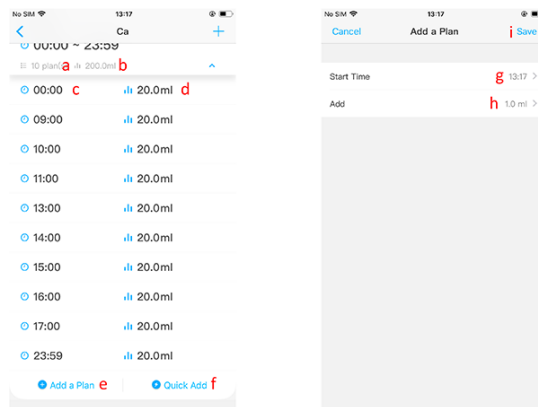 No SIM 13:17
Ca
00:00 ~ 23:59
10 plan a 200.0ml b
00:00 c 20.0ml d
09:00 20.0ml
10:00 20.0ml
11:00 20.0ml
13:00 20.0ml
14:00 20.0ml
15:00 20.0ml
16:00 20.0ml
17:00 20.0ml
23:59 20.0ml
Add a Plan e Quick Add f
No SIM 13:17
Cancel Add a Plan i Save
Start Time g 13:17
Add h 1.0 ml